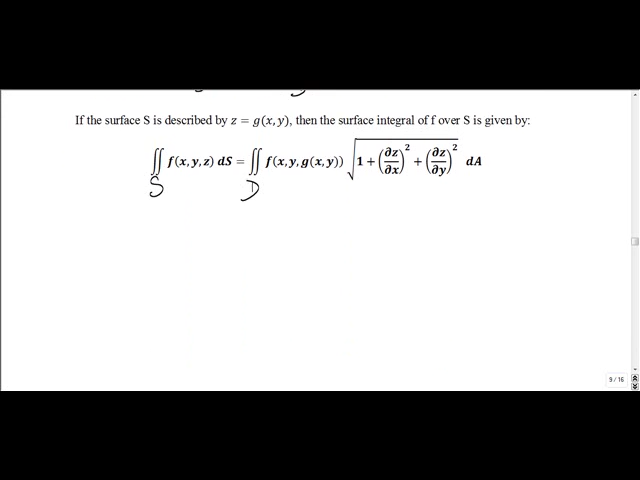 If the surface S is described by z = g(x, y), then the surface integral of f over S is given by:
∬ f(x, y, z) dS = ∬ f(x, y, g(x, y)) √(1 + (∂z/∂x)² + (∂z/∂y)²) dA
S D
9 / 16